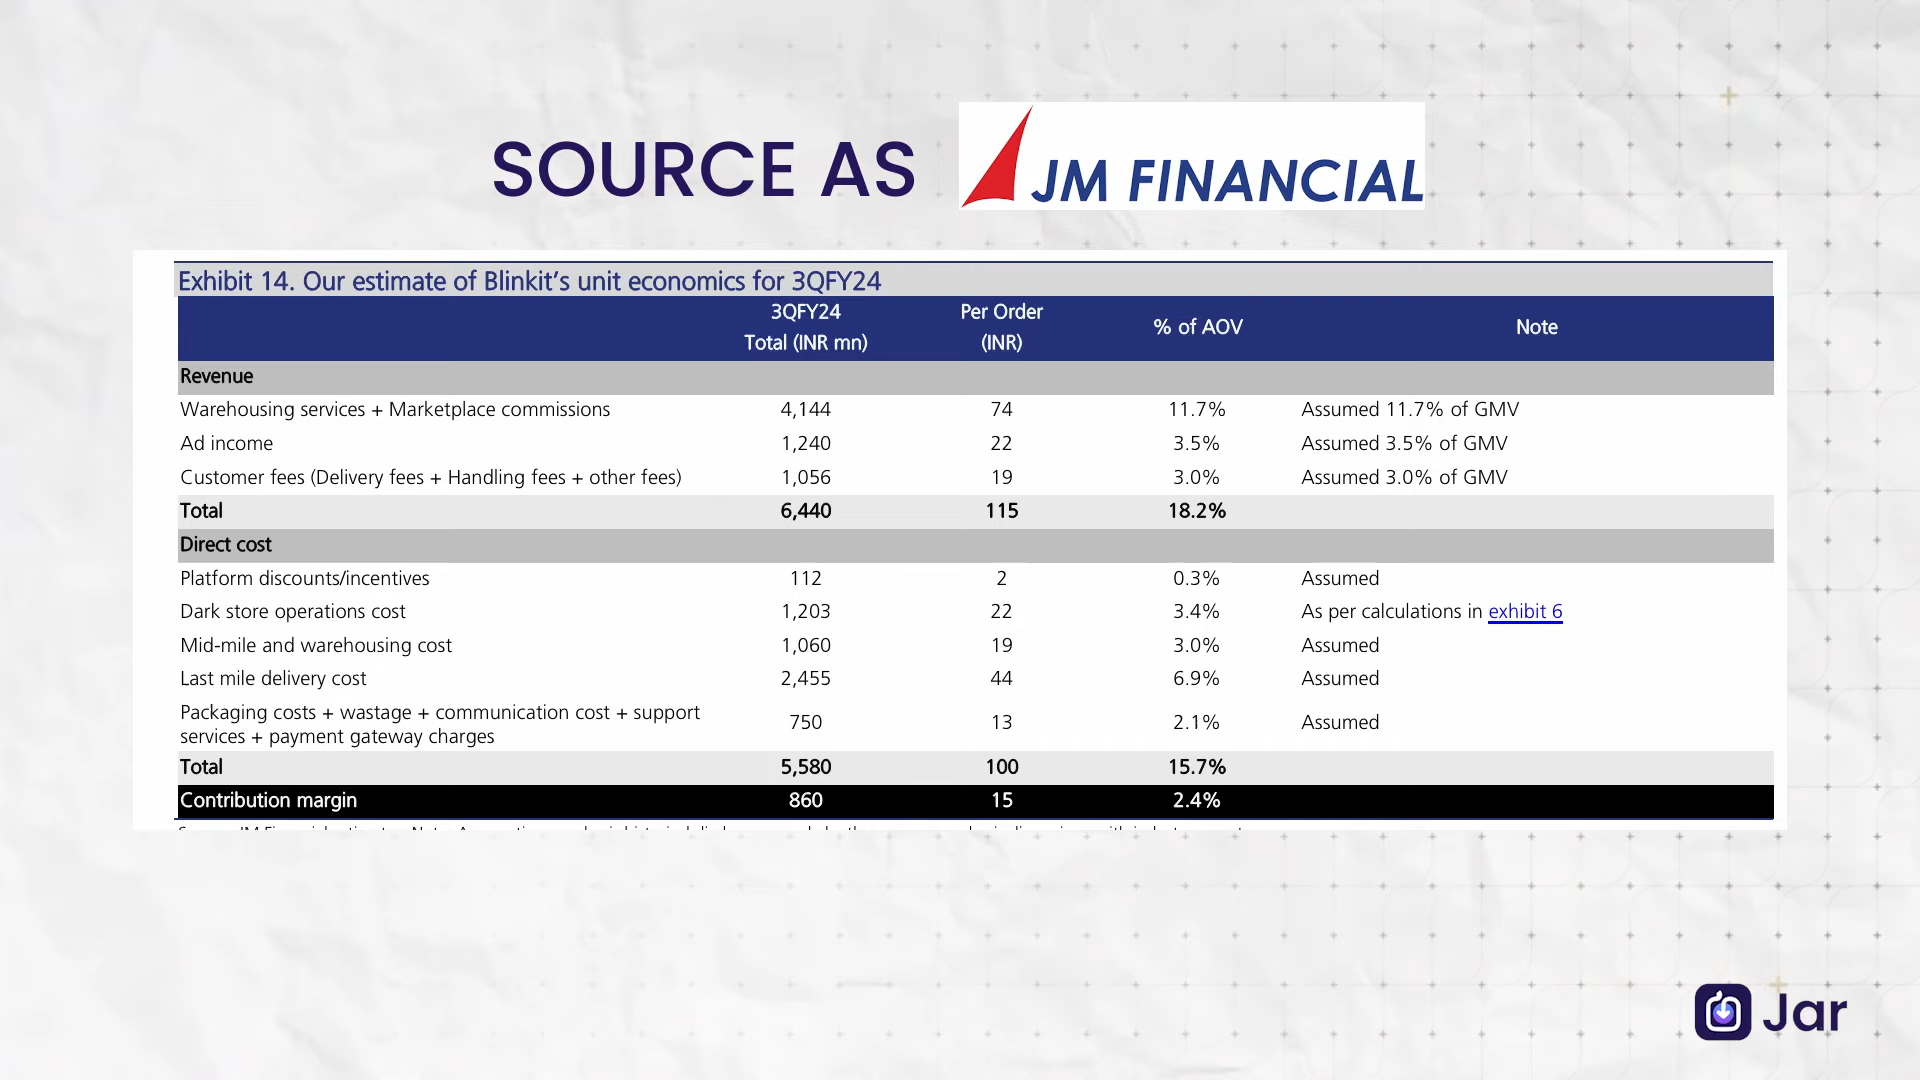 SOURCE AS JM FINANCIAL
Exhibit 14. Our estimate of Blinkit's unit economics for 3QFY24
3QFY24 Total (INR mn) Per Order (INR) % of AOV Note
Revenue
Warehousing services + Marketplace commissions 4,144 74 11.7% Assumed 11.7% of GMV
Ad income 1,240 22 3.5% Assumed 3.5% of GMV
Customer fees (Delivery fees + Handling fees + other fees) 1,056 19 3.0% Assumed 3.0% of GMV
Total 6,440 115 18.2%
Direct cost
Platform discounts/incentives 112 2 0.3% Assumed
Dark store operations cost 1,203 22 3.4% As per calculations in exhibit 6
Mid-mile and warehousing cost 1,060 19 3.0% Assumed
Last mile delivery cost 2,455 44 6.9% Assumed
Packaging costs + wastage + communication cost + support
services + payment gateway charges 750 13 2.1% Assumed
Total 5,580 100 15.7%
Contribution margin 860 15 2.4%
Jar